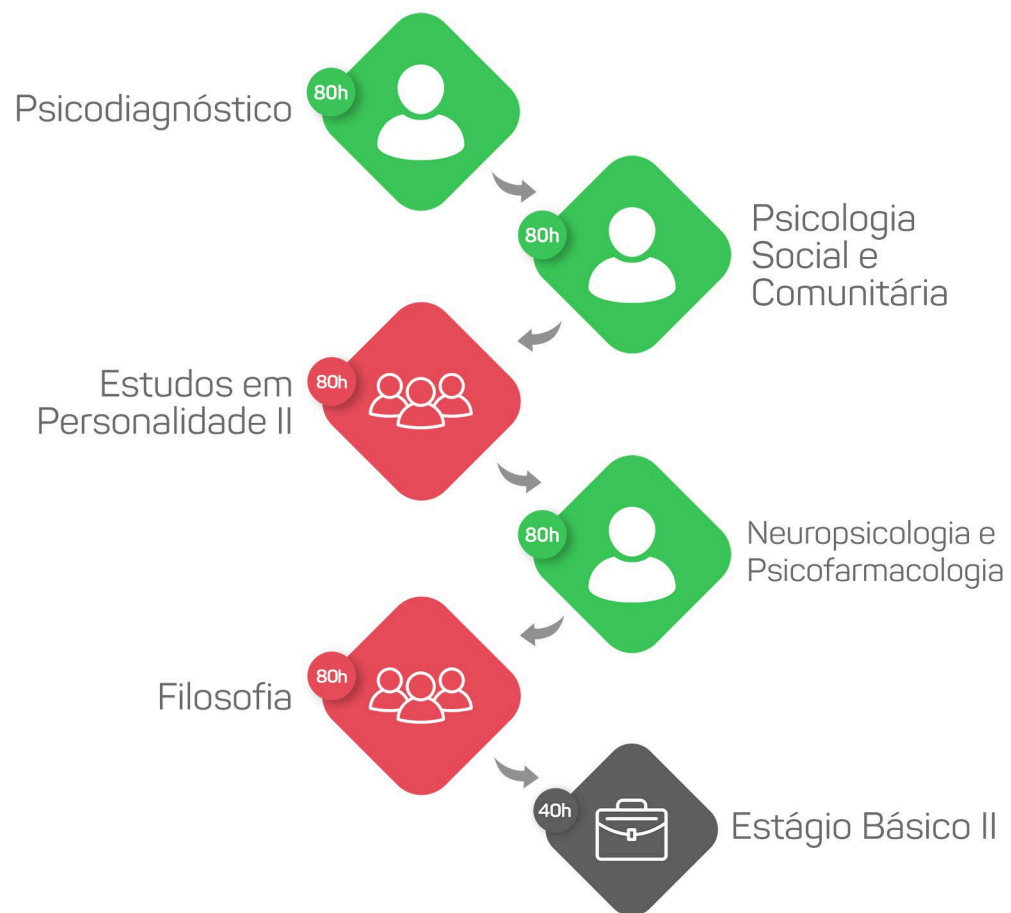 80h
Psicodiagnóstico
80h
Psicologia
Social e
Comunitária
80h
Estudos em
Personalidade II
80h
Neuropsicologia e
Psicofarmacologia
80h
Filosofia
40h
Estágio Básico II